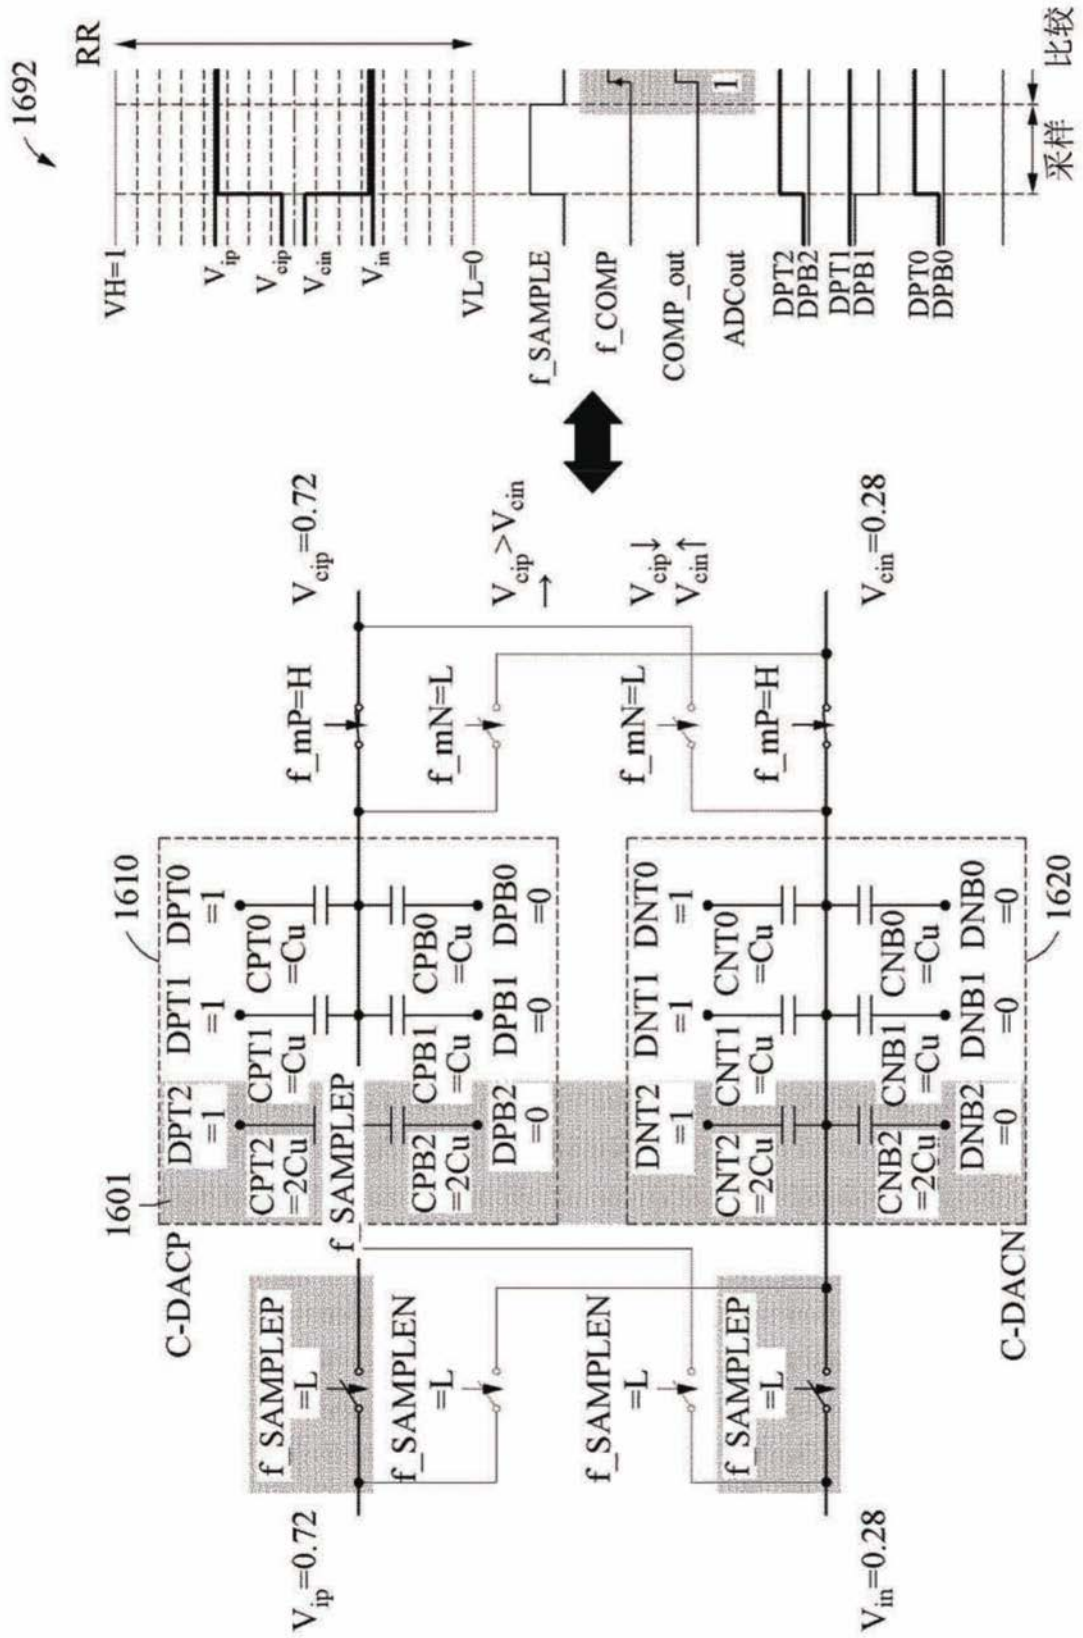 1692
RR
VH=1
Vip
Vcip
Vcin
Vin
VL=0
f_SAMPLE
f_COMP
COMP_out
ADCout
1
DPT2
DPB2
DPT1
DPB1
DPT0
DPB0
采样
比较
1601
1610
C-DACP
DPT2
=1
DPT1
=1
DPT0
=1
CPT2
=2Cu
CPT1
=Cu
CPT0
=Cu
f_SAMPLEP
CPB2
=2Cu
CPB1
=Cu
CPB0
=Cu
DPB2
=0
DPB1
=0
DPB0
=0
Vip=0.72
f_SAMPLEP
=L
f_SAMPLEN
=L
f_SAMPLEN
=L
f_SAMPLEP
=L
Vin=0.28
f_mP=H
f_mN=L
f_mN=L
f_mP=H
Vcip=0.72
Vcip>Vcin
→
Vcip↓
Vcin↑
Vcin=0.28
DNT2
=1
DNT1
=1
DNT0
=1
CNT2
=2Cu
CNT1
=Cu
CNT0
=Cu
CNB2
=2Cu
CNB1
=Cu
CNB0
=Cu
DNB2
=0
DNB1
=0
DNB0
=0
C-DACN
1620